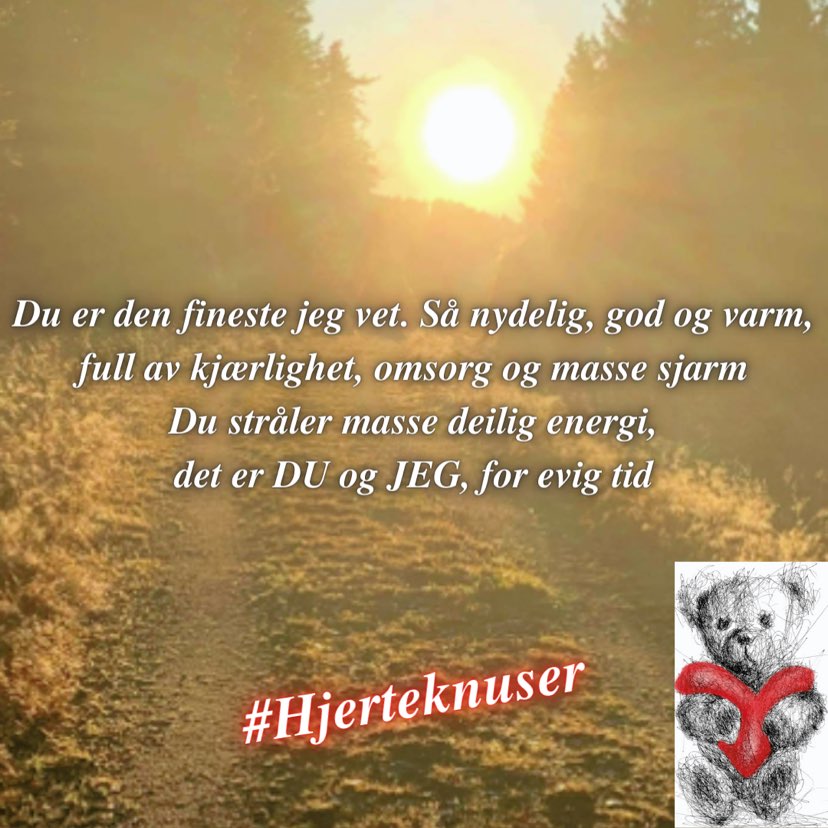 Du er den fineste jeg vet. Så nydelig, god og varm,
full av kjærlighet, omsorg og masse sjarm
Du stråler masse deilig energi,
det er DU og JEG, for evig tid
#Hjerteknuser